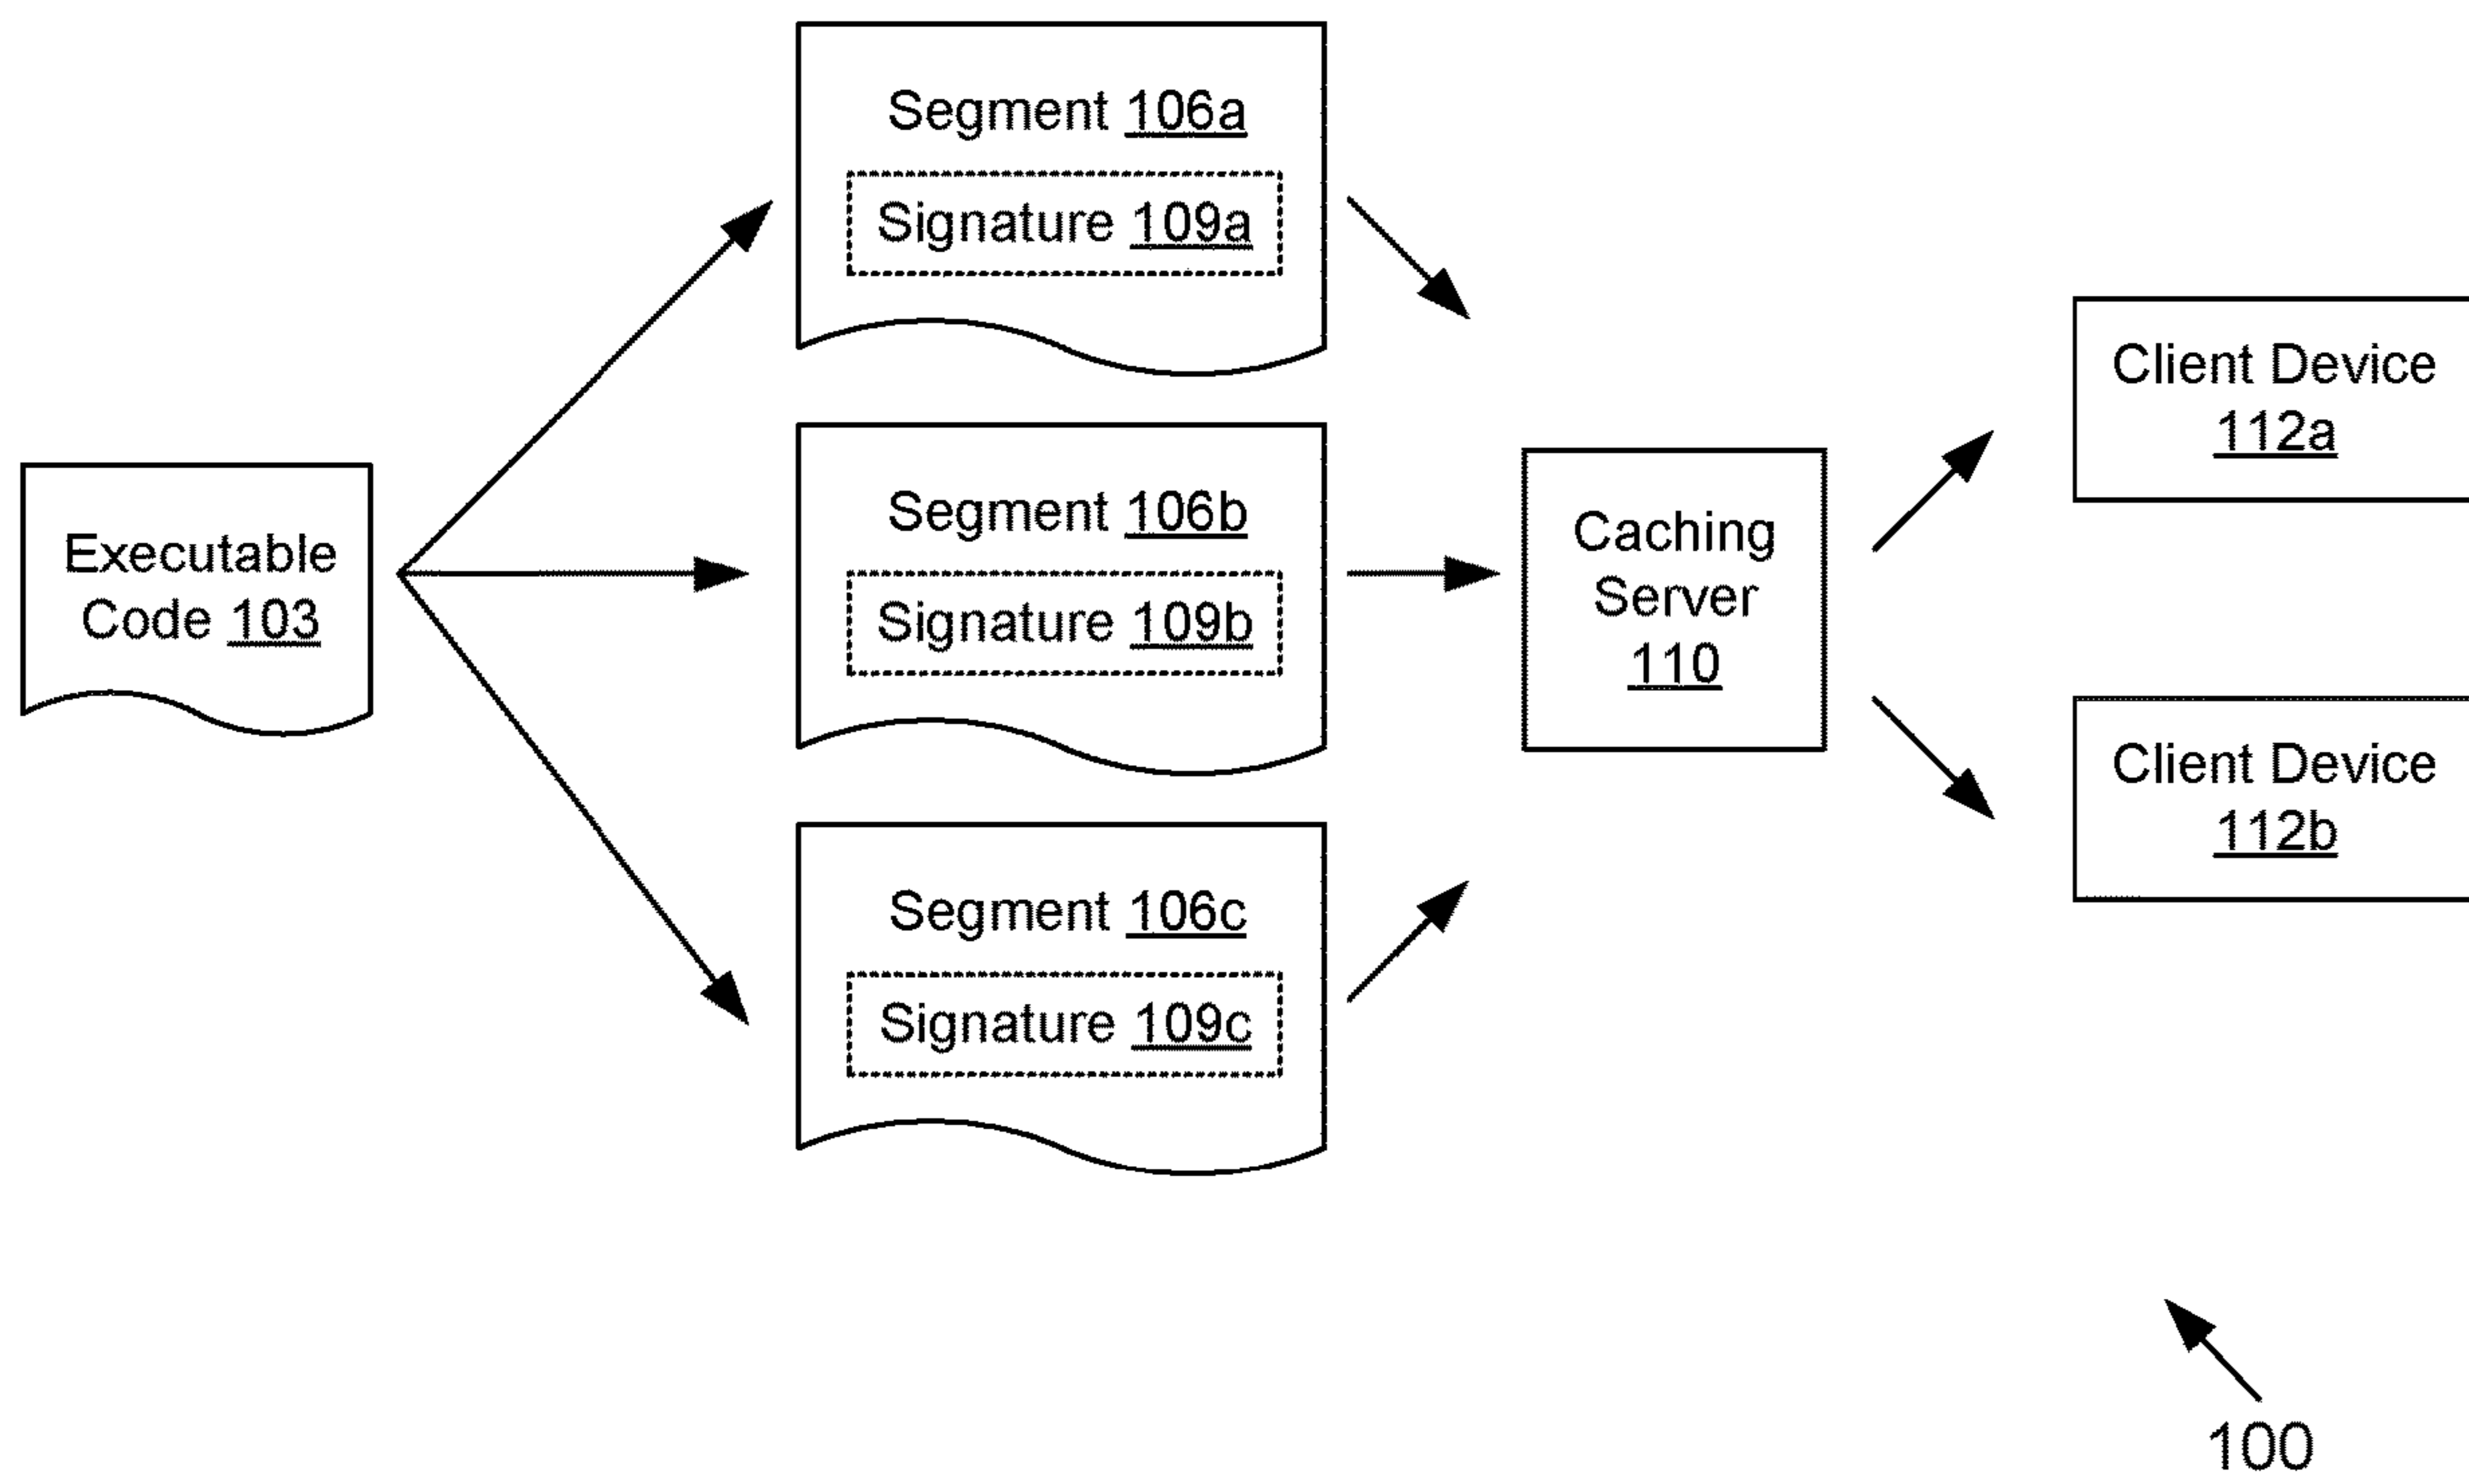 Executable
Code 103
Segment 106a
Signature 109a
Segment 106b
Signature 109b
Segment 106c
Signature 109c
Caching
Server
110
Client Device
112a
Client Device
112b
100